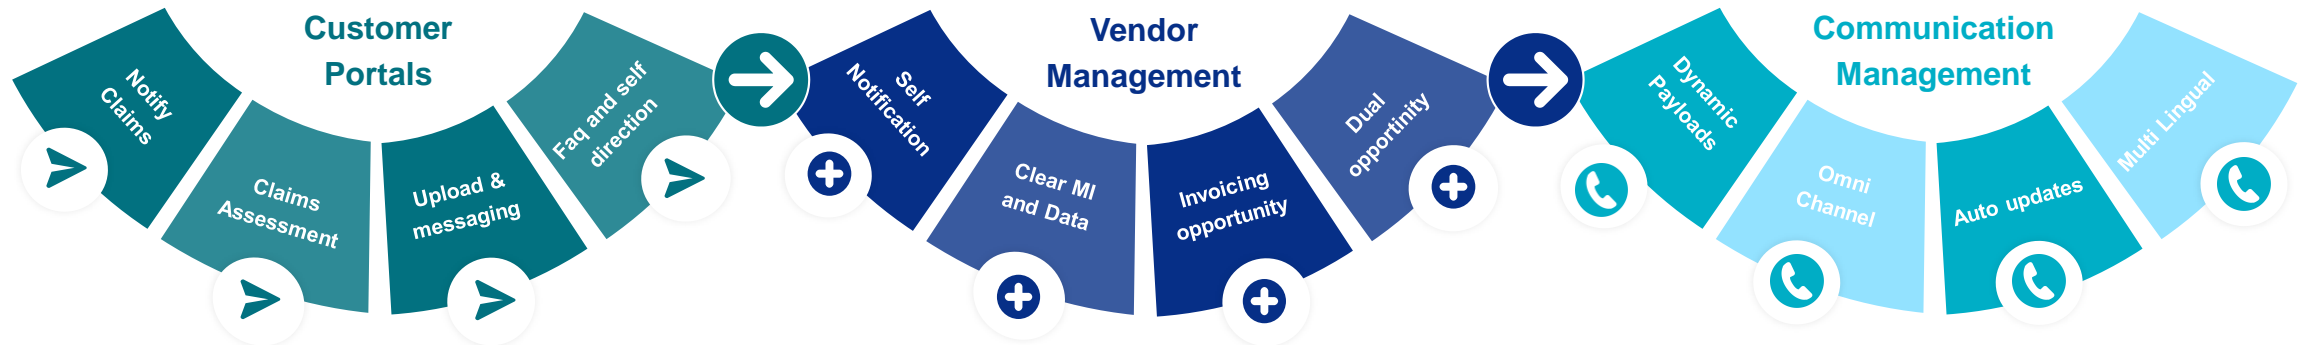 Customer
Portals
Notify
Claims
Claims
Assessment
Upload &
messaging
Faq and self
direction
Vendor
Management
Self
Notification
Clear MI
and Data
Invoicing
opportunity
Dual
opportinity
Communication
Management
Dynamic
Payloads
Omni
Channel
Auto updates
Multi Lingual